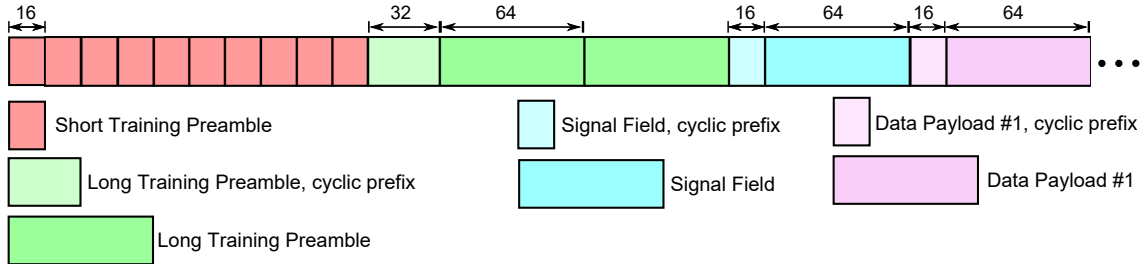 16 32 64 16 64 16 64
Short Training Preamble
Signal Field, cyclic prefix
Data Payload #1, cyclic prefix
Long Training Preamble, cyclic prefix
Signal Field
Data Payload #1
Long Training Preamble